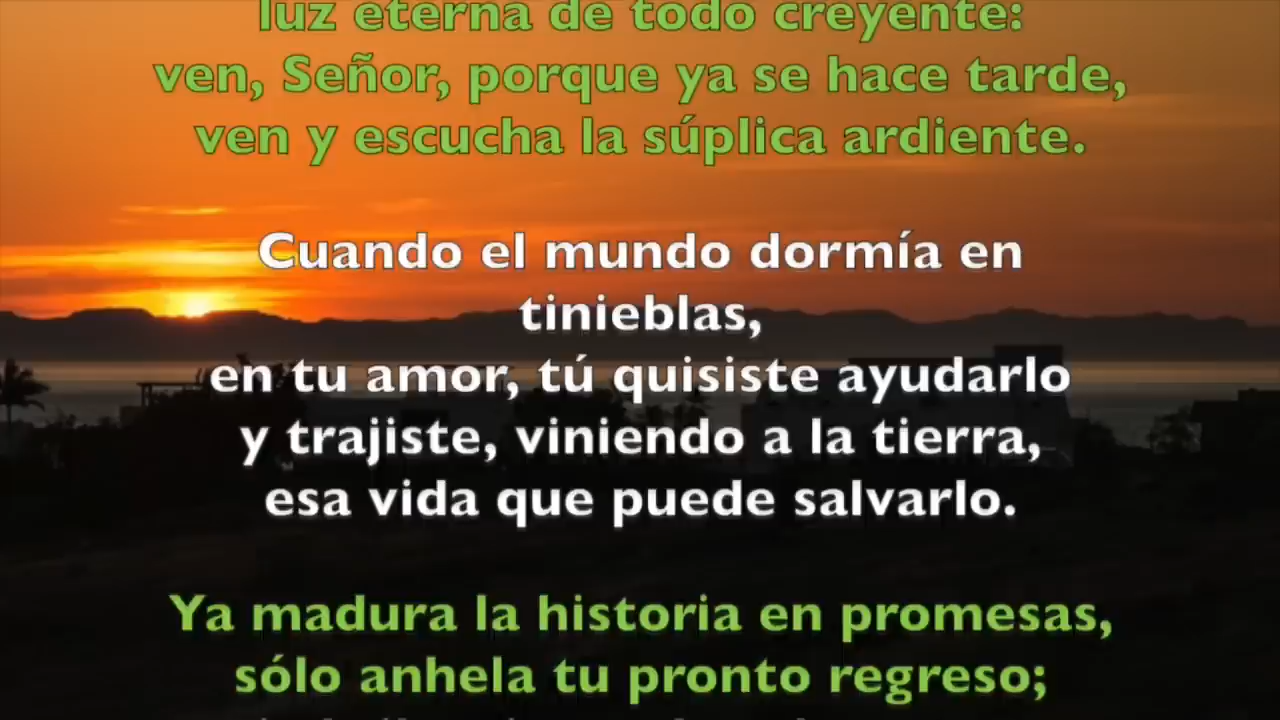 luz eterna de todo creyente:
ven, Señor, porque ya se hace tarde,
ven y escucha la súplica ardiente.
Cuando el mundo dormía en
tinieblas,
en tu amor, tú quisiste ayudarlo
y trajiste, viniendo a la tierra,
esa vida que puede salvarlo.
Ya madura la historia en promesas,
sólo anhela tu pronto regreso;